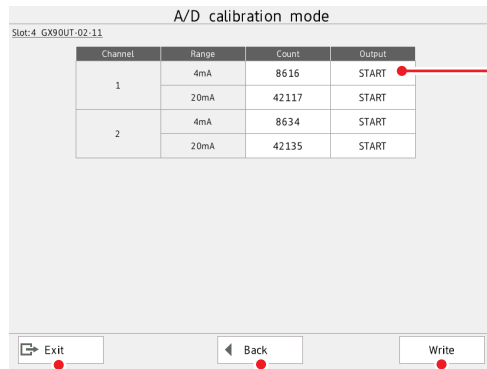 A/D calibration mode
Slot:4 GX90UT-02-11
Channel Range Count Output
1 4mA 8616 START
20mA 42117 START
2 4mA 8634 START
20mA 42135 START
Exit Back Write